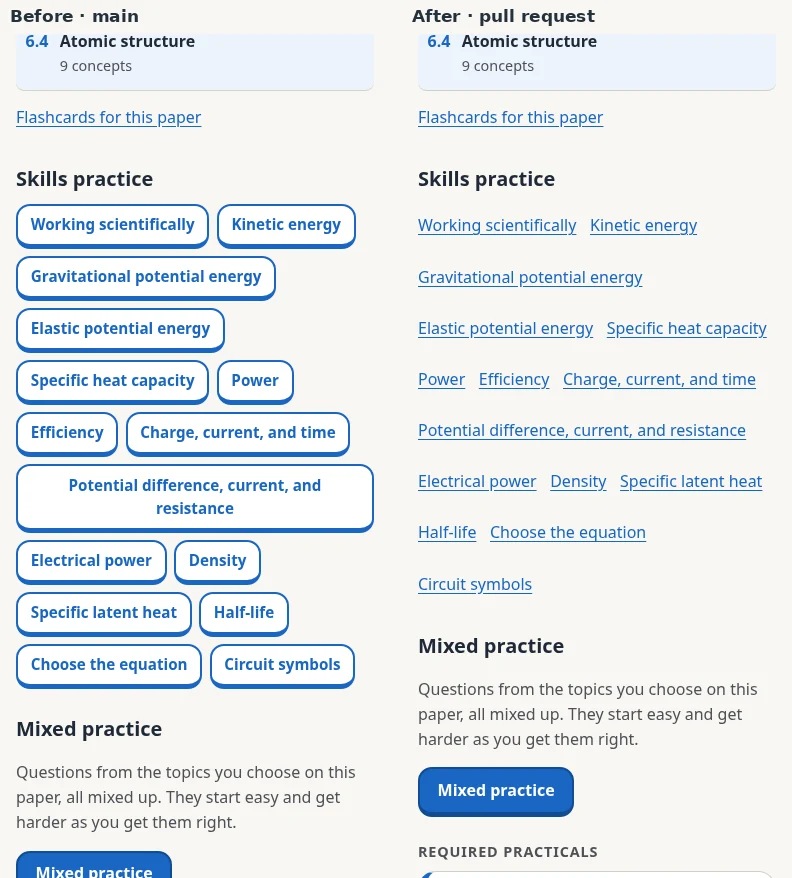 Before · main
6.4 Atomic structure
9 concepts
Flashcards for this paper
Skills practice
Working scientifically Kinetic energy
Gravitational potential energy
Elastic potential energy
Specific heat capacity Power
Efficiency Charge, current, and time
Potential difference, current, and
resistance
Electrical power Density
Specific latent heat Half-life
Choose the equation Circuit symbols
Mixed practice
Questions from the topics you choose on this
paper, all mixed up. They start easy and get
harder as you get them right.
Mixed practice
After · pull request
6.4 Atomic structure
9 concepts
Flashcards for this paper
Skills practice
Working scientifically Kinetic energy
Gravitational potential energy
Elastic potential energy Specific heat capacity
Power Efficiency Charge, current, and time
Potential difference, current, and resistance
Electrical power Density Specific latent heat
Half-life Choose the equation
Circuit symbols
Mixed practice
Questions from the topics you choose on this
paper, all mixed up. They start easy and get
harder as you get them right.
Mixed practice
REQUIRED PRACTICALS